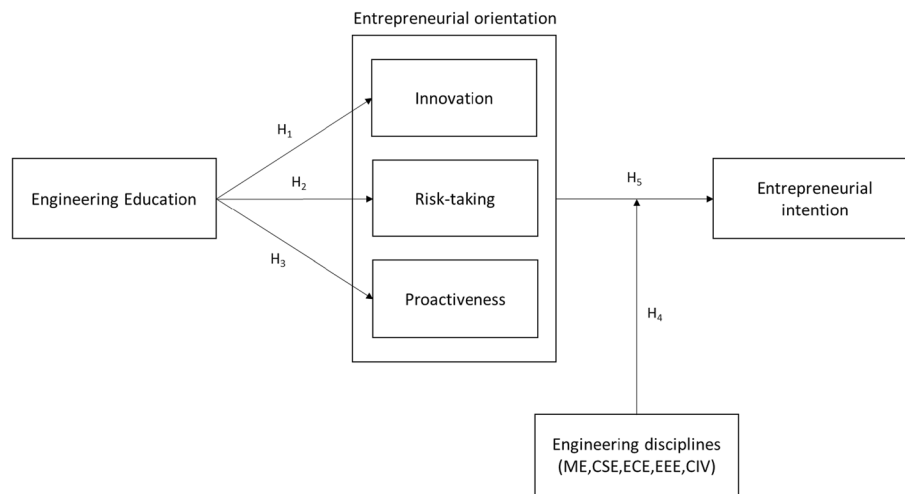 Entrepreneurial orientation
Innovation
H₁
Engineering Education
H₂
Risk-taking
H₅
Entrepreneurial
intention
H₃
Proactiveness
H₄
Engineering disciplines
(ME,CSE,ECE,EEE,CIV)